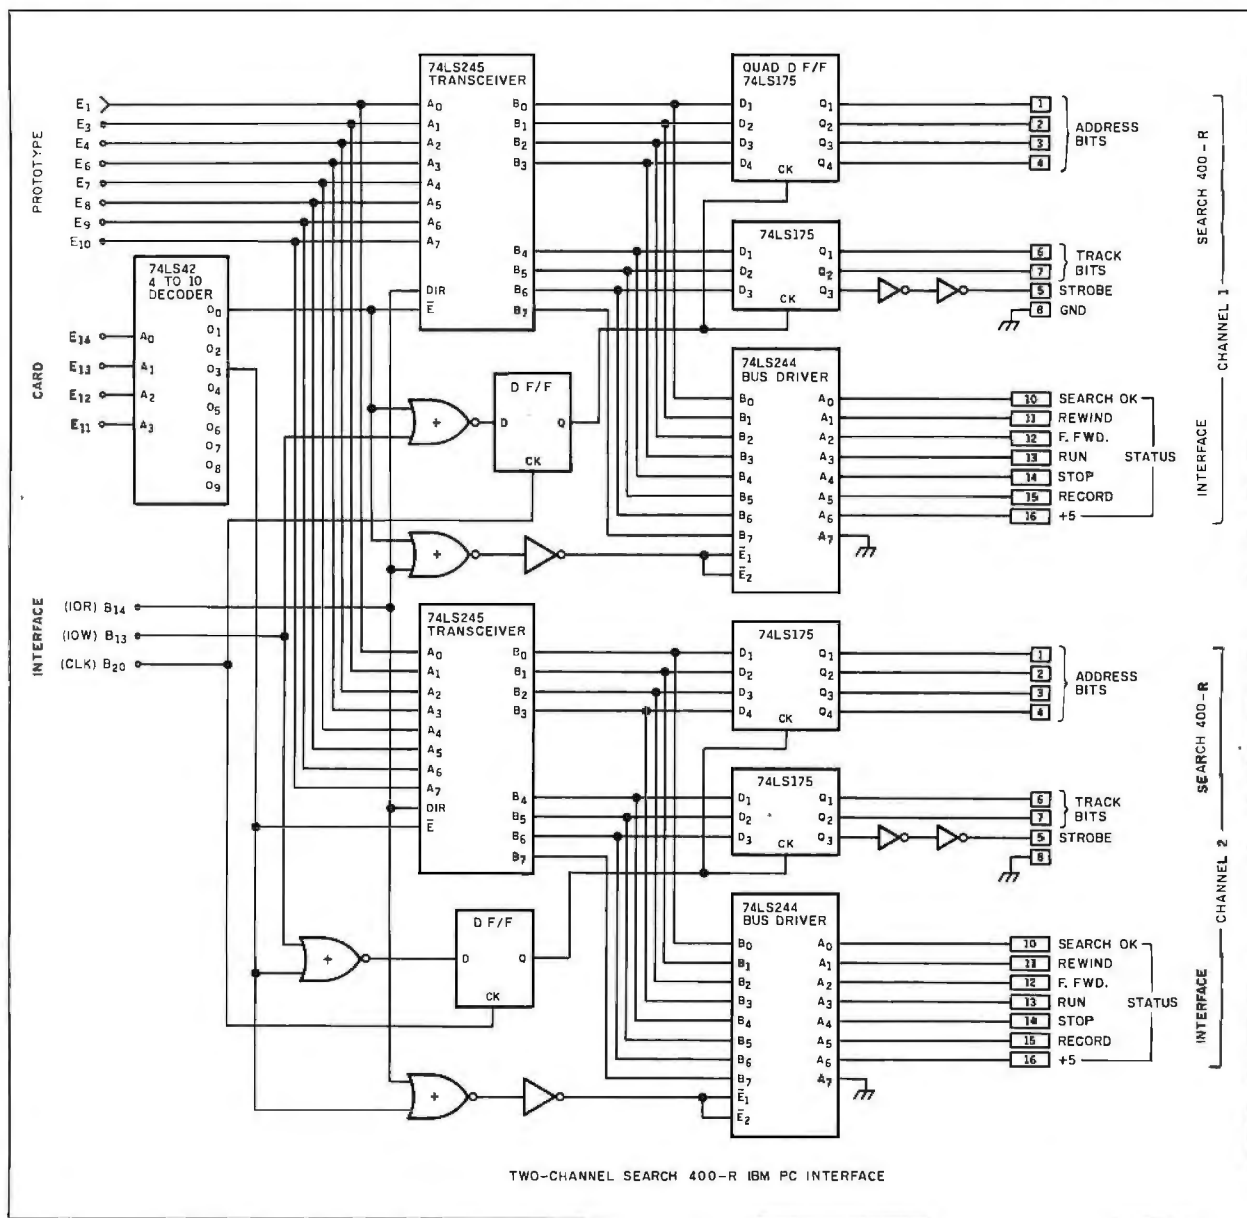 PROTOTYPE
CARD
INTERFACE
E1
E3
E4
E6
E7
E8
E9
E10
74LS42
4 TO 10
DECODER
E14
E13
E12
E11
A0
A1
A2
A3
O0
O1
O2
O3
O4
O5
O6
O7
O8
O9
(IOR) B14
(IOW) B13
(CLK) B20
74LS245
TRANSCEIVER
A0
A1
A2
A3
A4
A5
A6
A7
DIR
E̅
B0
B1
B2
B3
B4
B5
B6
B7
QUAD D F/F
74LS175
D1
D2
D3
D4
CK
Q1
Q2
Q3
Q4
1
2
3
4
ADDRESS
BITS
74LS175
D1
D2
D3
CK
Q1
Q2
Q3
6
7
TRACK
BITS
5 STROBE
8 GND
+
D F/F
D
Q
CK
+
74LS244
BUS DRIVER
B0
B1
B2
B3
B4
B5
B6
B7
E̅1
E̅2
A0
A1
A2
A3
A4
A5
A6
A7
10 SEARCH OK
11 REWIND
12 F. FWD.
13 RUN
14 STOP
15 RECORD
16 +5
STATUS
SEARCH 400-R
CHANNEL 1
INTERFACE
74LS245
TRANSCEIVER
A0
A1
A2
A3
A4
A5
A6
A7
DIR
E̅
B0
B1
B2
B3
B4
B5
B6
B7
74LS175
D1
D2
D3
D4
CK
Q1
Q2
Q3
Q4
1
2
3
4
ADDRESS
BITS
74LS175
D1
D2
D3
CK
Q1
Q2
Q3
6
7
TRACK
BITS
5 STROBE
8
+
D F/F
D
Q
CK
+
74LS244
BUS DRIVER
B0
B1
B2
B3
B4
B5
B6
B7
E̅1
E̅2
A0
A1
A2
A3
A4
A5
A6
A7
10 SEARCH OK
11 REWIND
12 F. FWD.
13 RUN
14 STOP
15 RECORD
16 +5
STATUS
SEARCH 400-R
CHANNEL 2
INTERFACE
TWO-CHANNEL SEARCH 400-R IBM PC INTERFACE